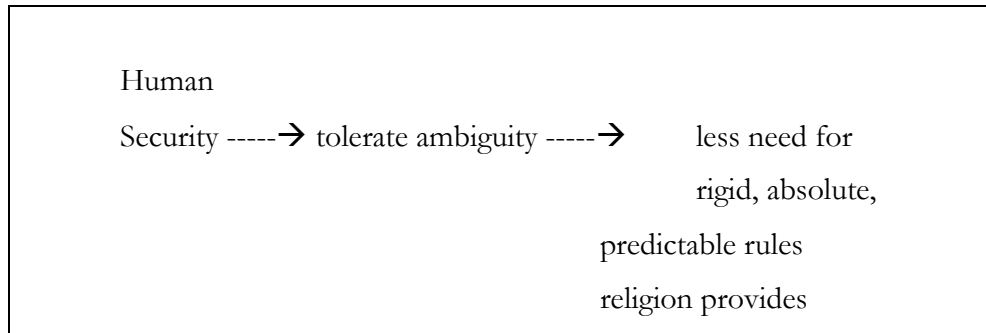 Human
Security -----→ tolerate ambiguity -----→ less need for
rigid, absolute,
predictable rules
religion provides